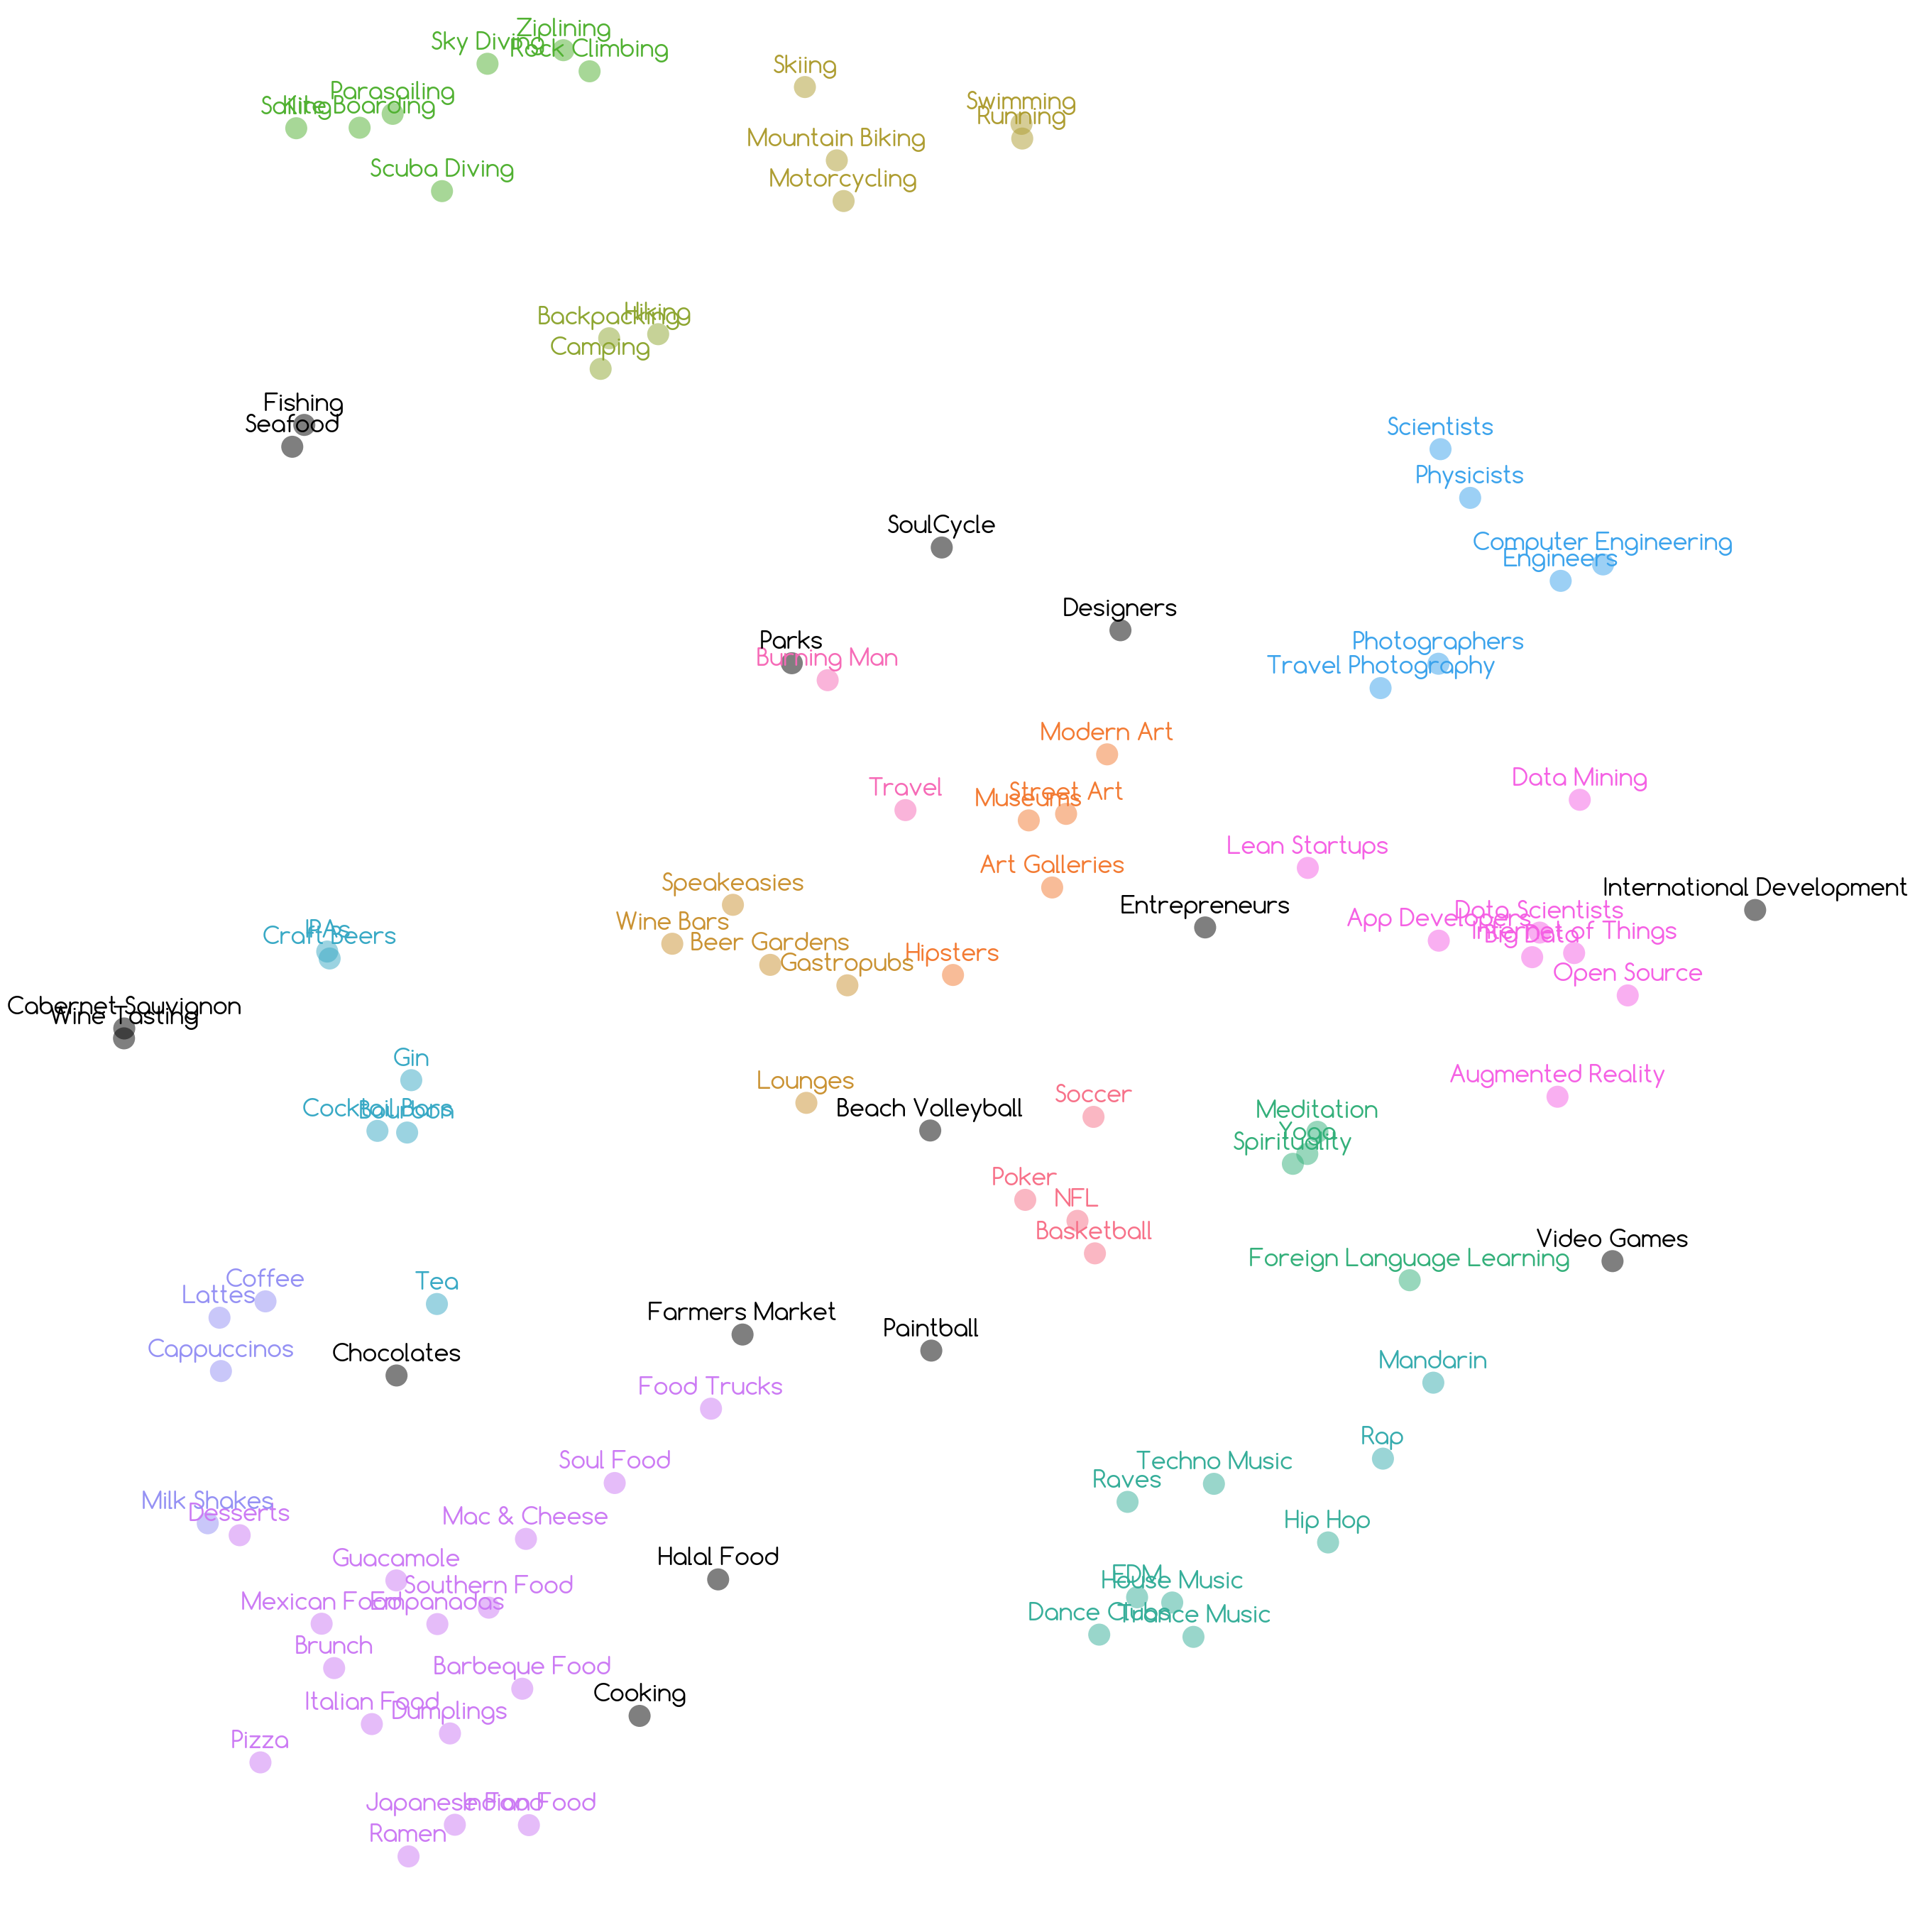 Ziplining
Sky Diving
Rock Climbing
Skiing
Parasailing
Swimming
Sailing
Kite Boarding
Running
Mountain Biking
Scuba Diving
Motorcycling
Hiking
Backpacking
Camping
Fishing
Seafood
Scientists
Physicists
SoulCycle
Computer Engineering
Engineers
Designers
Parks
Photographers
Burning Man
Travel Photography
Modern Art
Data Mining
Travel
Street Art
Museums
Lean Startups
Art Galleries
Speakeasies
International Development
Entrepreneurs
Data Scientists
App Developers
Wine Bars
IPAs
Craft Beers
Internet of Things
Big Data
Beer Gardens
Hipsters
Gastropubs
Open Source
Cabernet Sauvignon
Wine Tasting
Gin
Augmented Reality
Lounges
Soccer
Cocktail Bars
Bourbon
Beach Volleyball
Meditation
Yoga
Spirituality
Poker
NFL
Basketball
Video Games
Foreign Language Learning
Coffee
Tea
Lattes
Farmers Market
Paintball
Cappuccinos
Chocolates
Mandarin
Food Trucks
Rap
Soul Food
Techno Music
Raves
Milk Shakes
Desserts
Mac & Cheese
Hip Hop
Guacamole
Halal Food
EDM
House Music
Southern Food
Mexican Food
Empanadas
Dance Clubs
Trance Music
Brunch
Barbeque Food
Cooking
Italian Food
Dumplings
Pizza
Japanese Food
Indian Food
Ramen